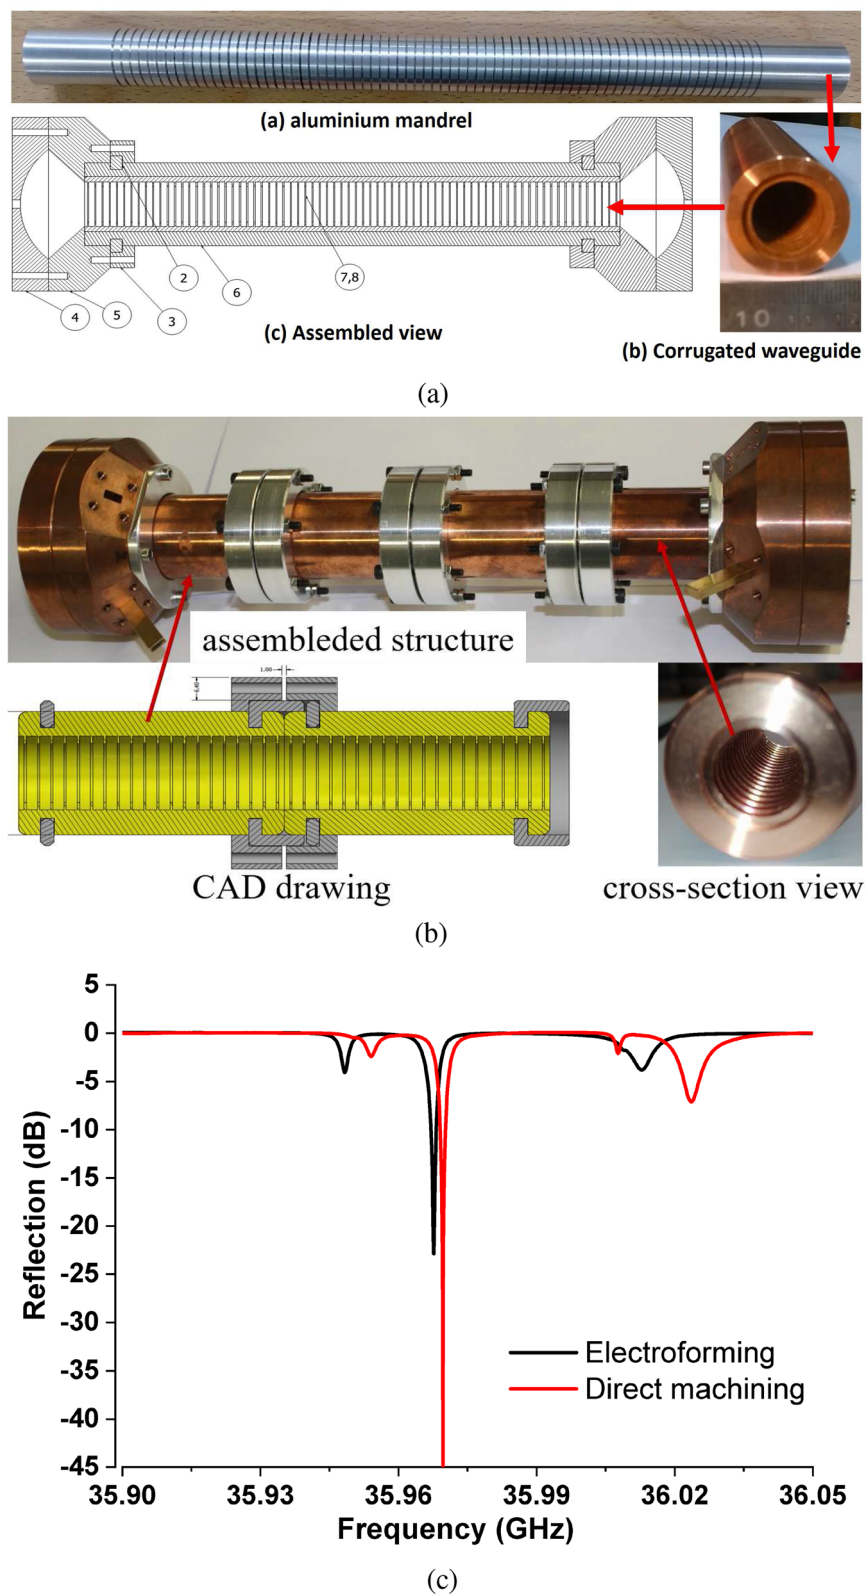 (a) aluminium mandrel
2
7,8
6
4
5
3
(c) Assembled view
10
(b) Corrugated waveguide
(a)
assembleded structure
1.00
CAD drawing
cross-section view
(b)
5
0
-5
-10
-15
-20
-25
-30
-35
-40
-45
Reflection (dB)
Electroforming
Direct machining
35.90 35.93 35.96 35.99 36.02 36.05
Frequency (GHz)
(c)